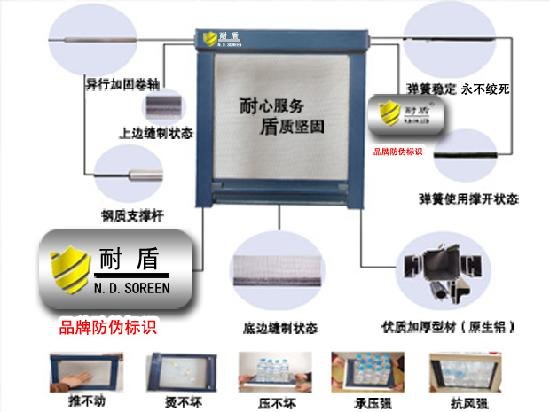 耐盾
N.D. SOREEN
异行加固卷轴
弹簧稳定 永不绞死
上边缝制状态
耐心服务
盾质坚固
耐盾
品牌防伪标识
钢质支撑杆
弹簧使用撑开状态
耐 盾
N. D. SOREEN
品牌防伪标识
底边缝制状态
优质加厚型材（原生铝）
推不动
烫不坏
压不坏
承压强
抗风强